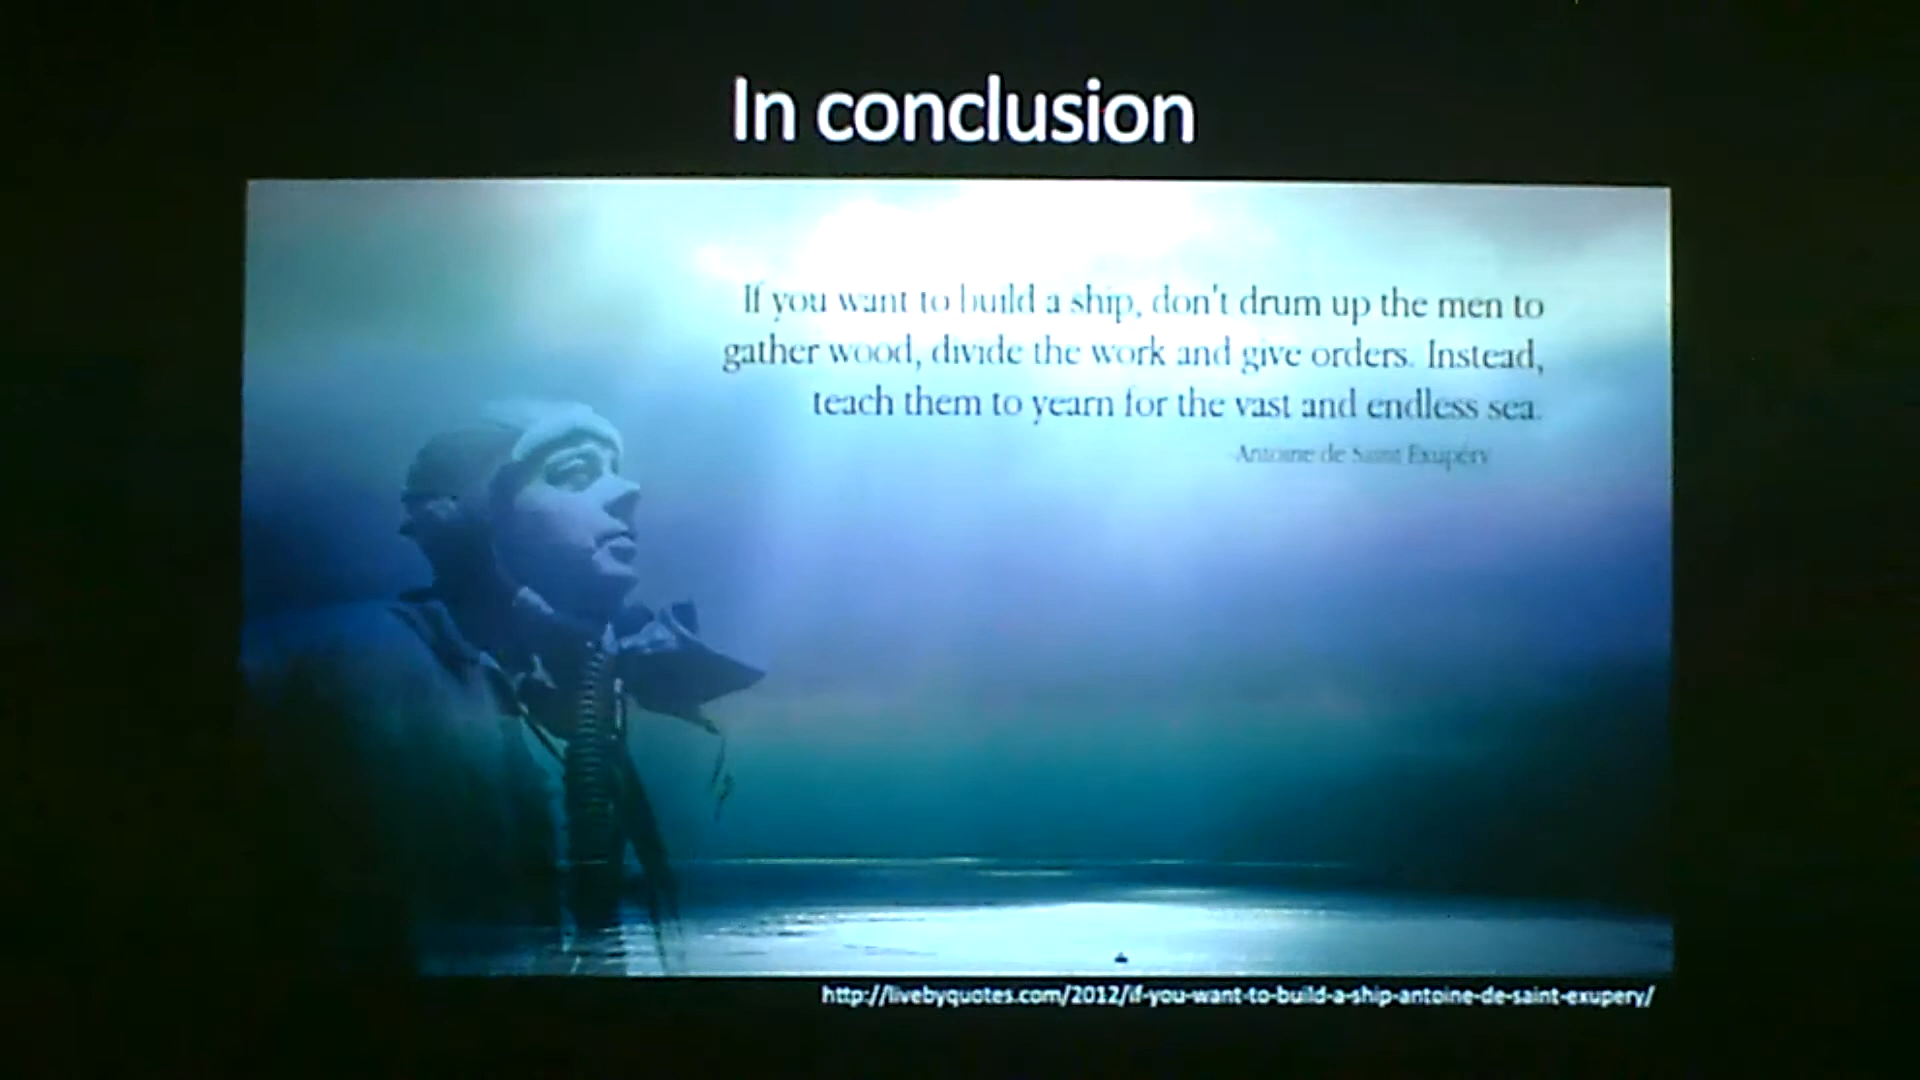 In conclusion
If you want to build a ship, don't drum up the men to
gather wood, divide the work and give orders. Instead,
teach them to yearn for the vast and endless sea.
-Antoine de Saint Exupéry
http://livebyquotes.com/2012/if-you-want-to-build-a-ship-antoine-de-saint-exupery/